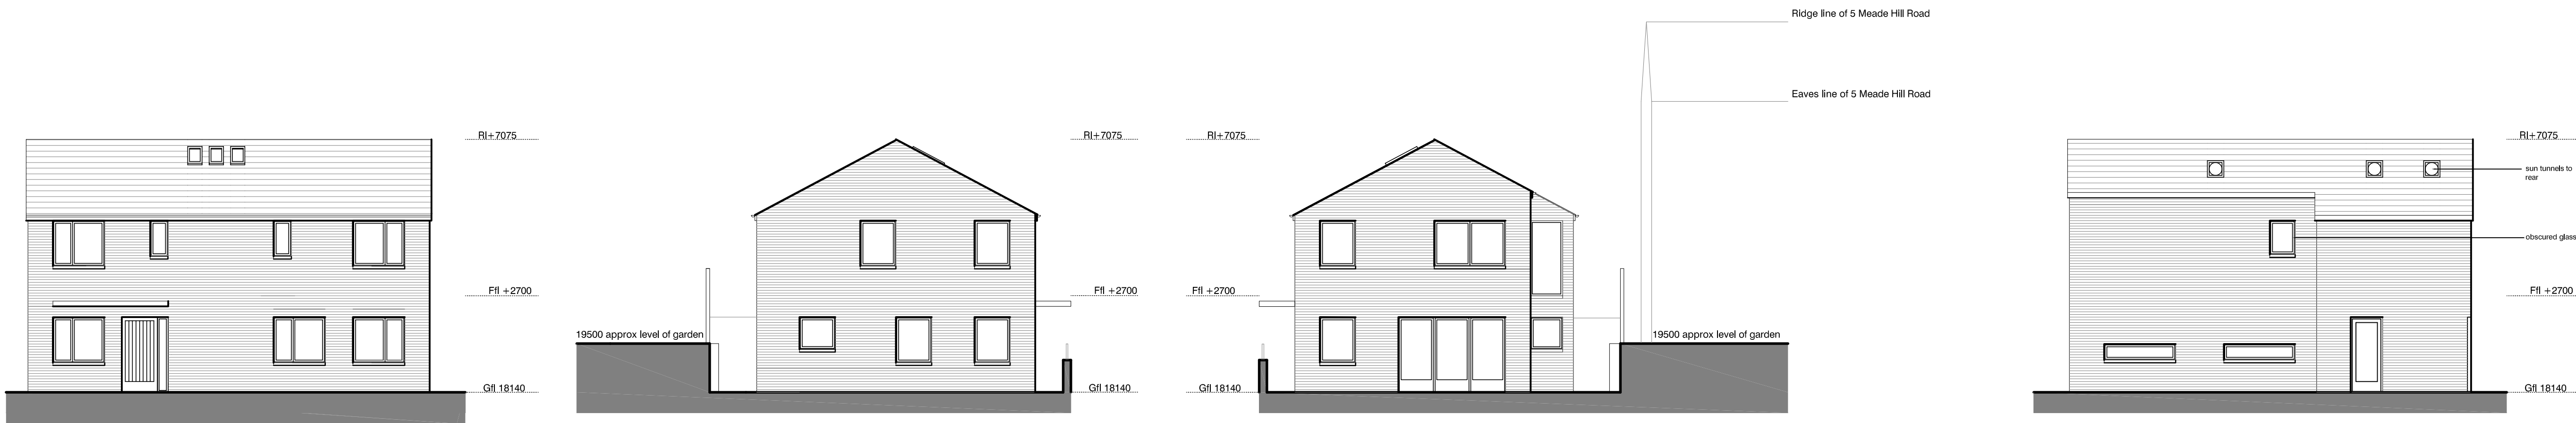 Ridge line of 5 Meade Hill Road
Eaves line of 5 Meade Hill Road
Rl+7075
Ffl +2700
Gfl 18140
19500 approx level of garden
Rl+7075
Ffl +2700
Gfl 18140
Rl+7075
Ffl +2700
Gfl 18140
19500 approx level of garden
Rl+7075
sun tunnels to
rear
obscured glass
Ffl +2700
Gfl 18140